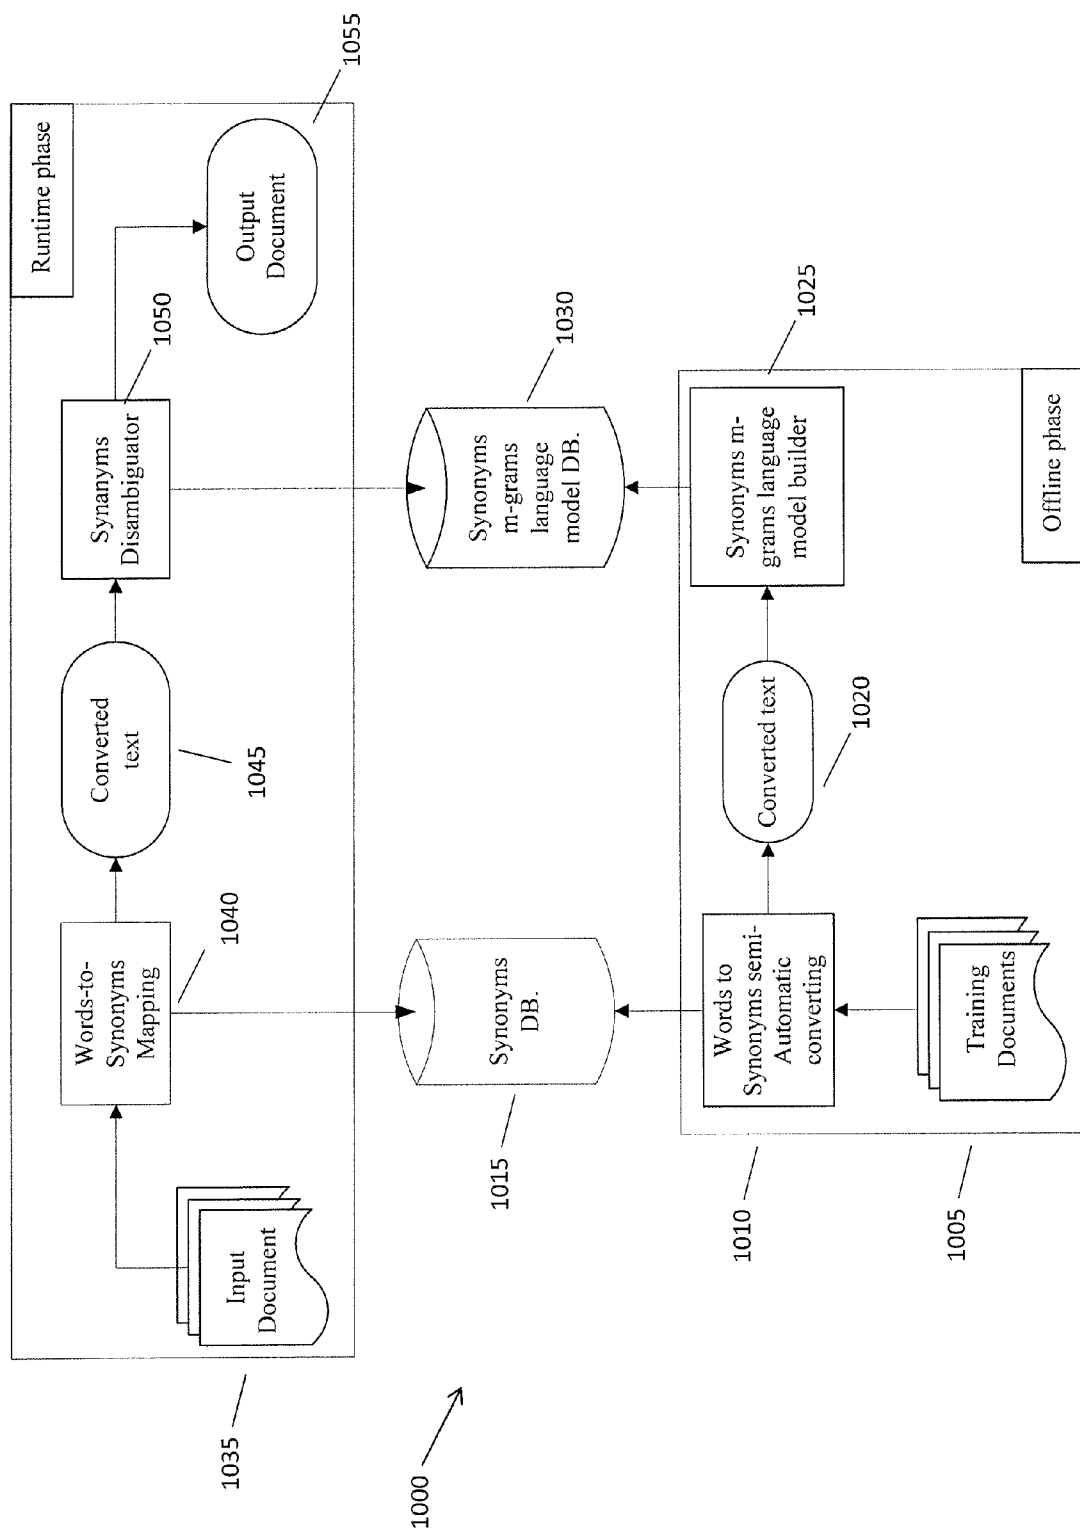 Runtime phase
Input
Document
1035
Words-to-
Synonyms
Mapping
1040
Converted
text
1045
Synanyms
Disambiguator
1050
Output
Document
1055
Synonyms
DB.
1015
Synonyms
m-grams
language
model DB.
1030
1000
Training
Documents
1005
Words to
Synonyms semi-
Automatic
converting
1010
Converted text
1020
Synonyms m-
grams language
model builder
1025
Offline phase